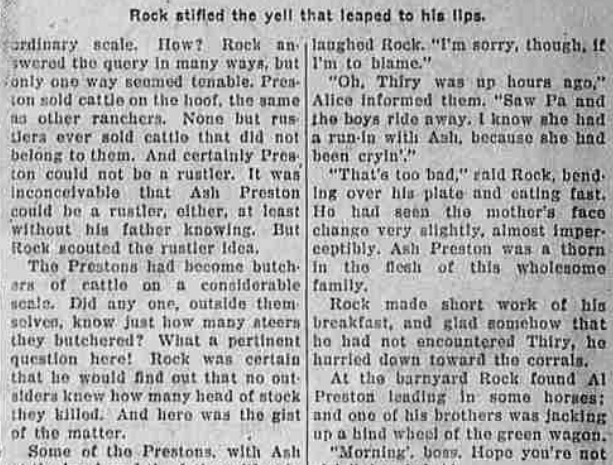 Rock stifled the yell that leaped to his lips.
ordinary scale. How? Rock an-
swered the query in many ways, but
only one way seemed tenable. Pres-
ton sold cattle on the hoof, the same
as other ranchers. None but rus-
tlers ever sold cattle that did not
belong to them. And certainly Pres-
ton could not be a rustler. It was
inconceivable that Ash Preston
could be a rustler, either, at least
without his father knowing. But
Rock scouted the rustler idea.
The Prestons had become butch-
ers of cattle on a considerable
scale. Did any one, outside them-
selves, know just how many steers
they butchered? What a pertinent
question here! Rock was certain
that he would find out that no out-
siders knew how many head of stock
they killed. And here was the gist
of the matter.
Some of the Prestons, with Ash
laughed Rock. "I'm sorry, though, if
I'm to blame."
"Oh, Thiry was up hours ago,"
Alice informed them. "Saw Pa and
the boys ride away. I know she had
a run-in with Ash, because she had
been cryin'."
"That's too bad," said Rock, bend-
ing over his plate and eating fast.
He had seen the mother's face
change very slightly, almost imper-
ceptibly. Ash Preston was a thorn
in the flesh of this wholesome
family.
Rock made short work of his
breakfast, and glad somehow that
he had not encountered Thiry, he
hurried down toward the corrals.
At the barnyard Rock found Al
Preston leading in some horses;
and one of his brothers was jacking
up a hind wheel of the green wagon.
"Mornin', boss. Hope you're not